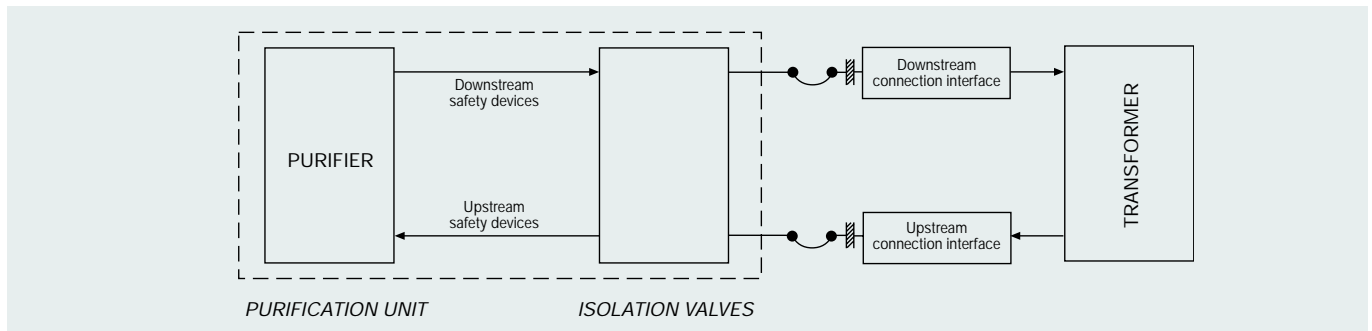 PURIFIER
Downstream
safety devices
Upstream
safety devices
Downstream
connection interface
Upstream
connection interface
TRANSFORMER
PURIFICATION UNIT
ISOLATION VALVES